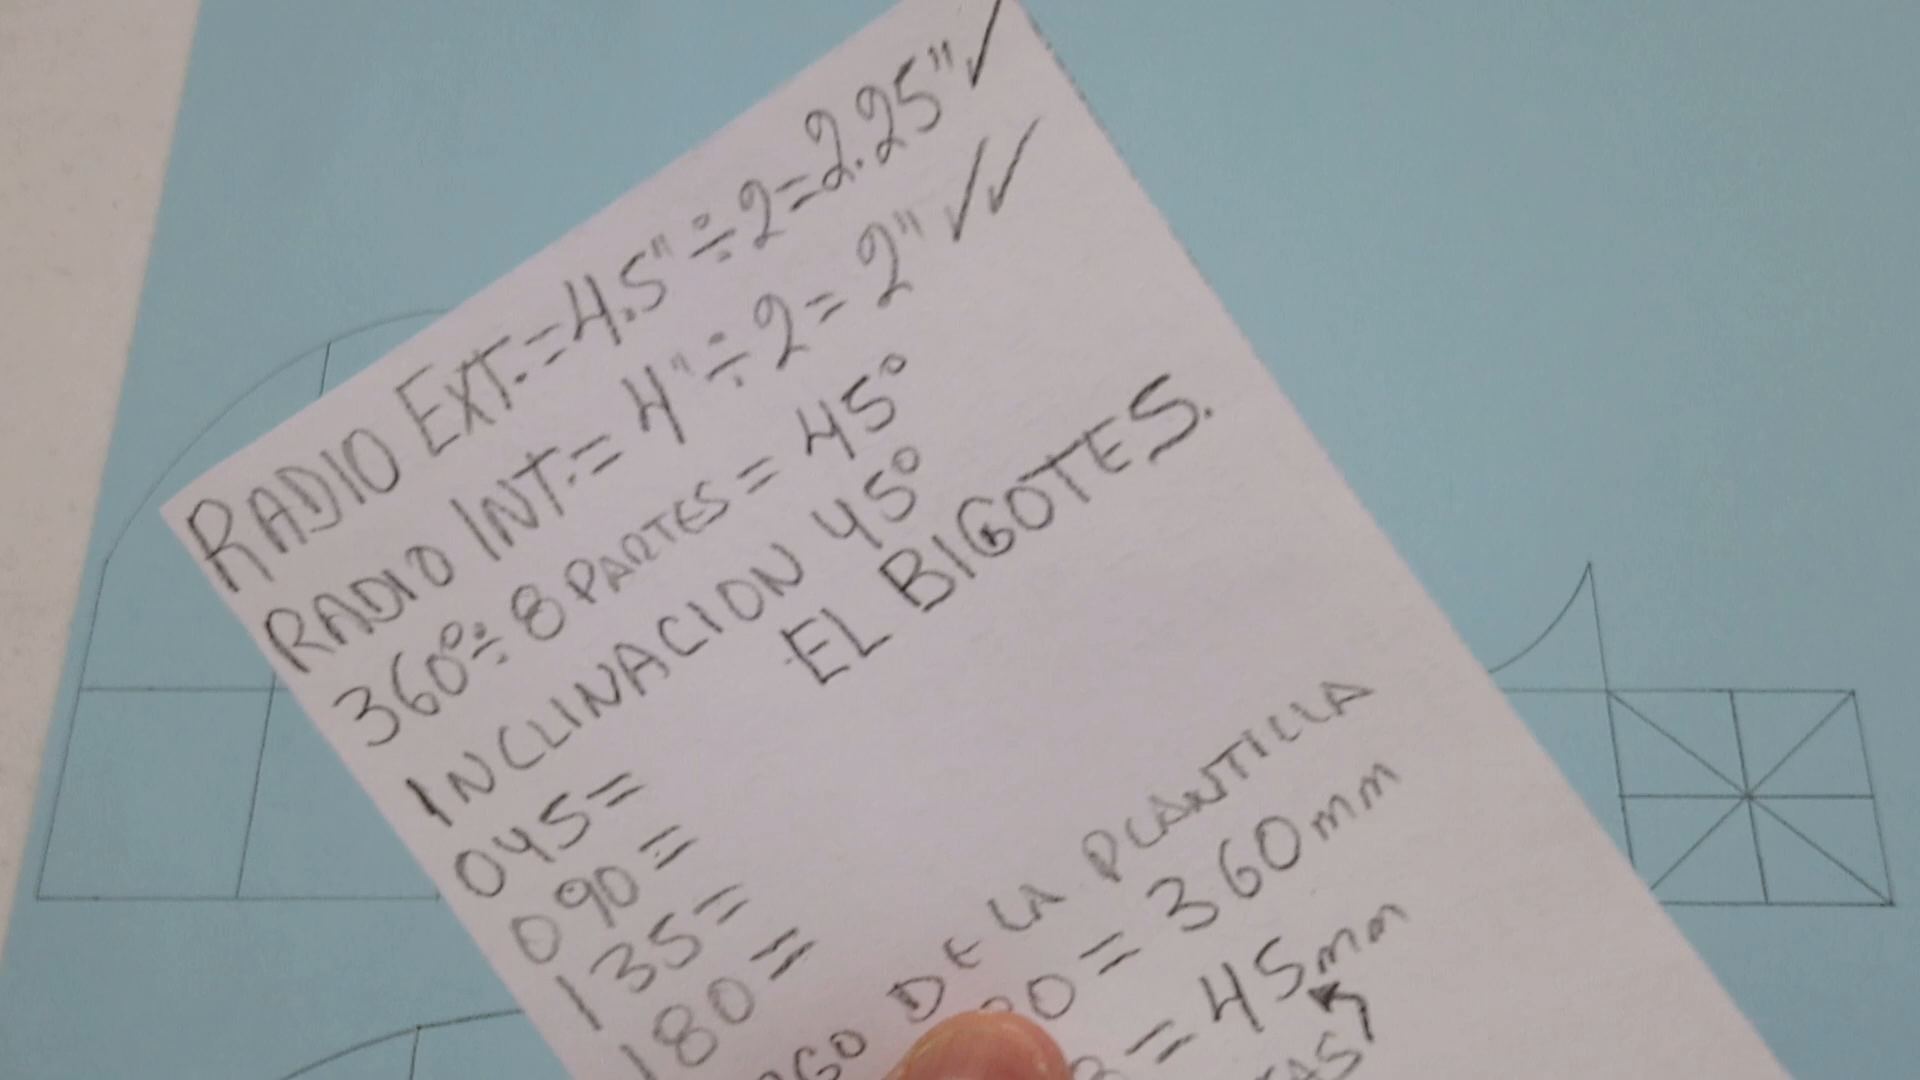 RADIO EXT.= 4.5" ÷ 2 = 2.25" ✓
RADIO INT.= 4" ÷ 2 = 2" ✓✓
360° ÷ 8 PARTES = 45°
INCLINACION 45°
EL BIGOTES.
045=
090=
135=
180=
DE LA PLANTILLA
= 360mm
= 45mm